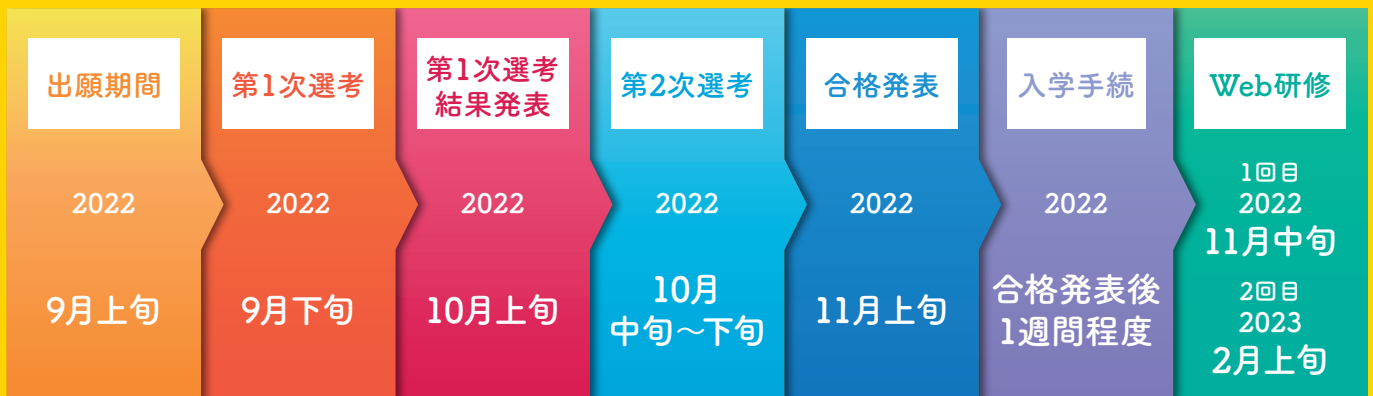 出願期間
2022
9月上旬
第1次選考
2022
9月下旬
第1次選考
結果発表
2022
10月上旬
第2次選考
2022
10月
中旬〜下旬
合格発表
2022
11月上旬
入学手続
2022
合格発表後
1週間程度
Web研修
1回目
2022
11月中旬
2回目
2023
2月上旬